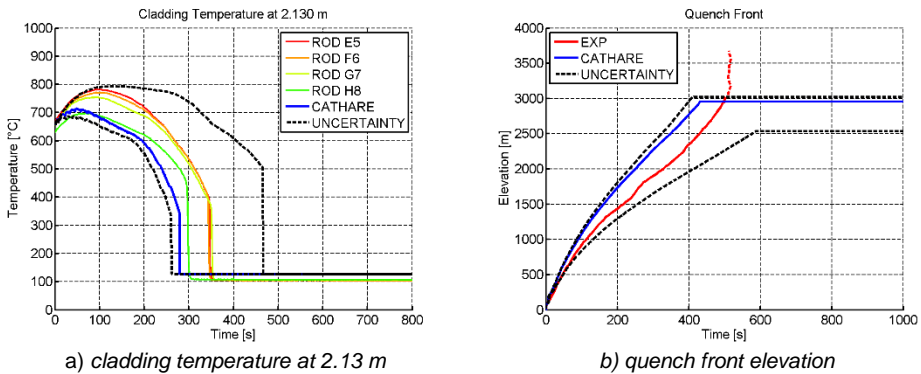 Cladding Temperature at 2.130 m
1000
900
800
700
600
500
400
300
200
100
0
Temperature [°C]
ROD E5
ROD F6
ROD G7
ROD H8
CATHARE
UNCERTAINTY
0 100 200 300 400 500 600 700 800
Time [s]
a) cladding temperature at 2.13 m
Quench Front
4000
3500
3000
2500
2000
1500
1000
500
0
Elevation [m]
EXP
CATHARE
UNCERTAINTY
0 200 400 600 800 1000
Time [s]
b) quench front elevation